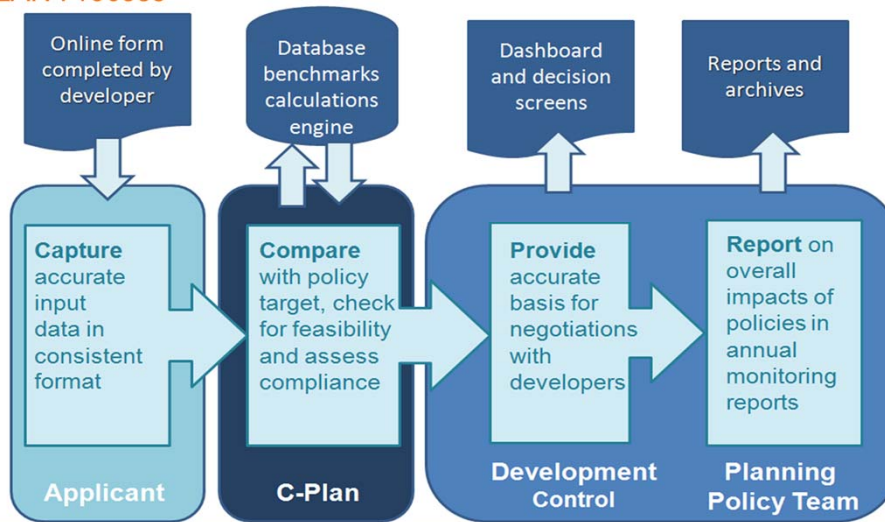 Online form
completed by
developer
Database
benchmarks
calculations
engine
Dashboard
and decision
screens
Reports and
archives
Capture
accurate
input
data in
consistent
format
Compare
with policy
target, check
for feasibility
and assess
compliance
Provide
accurate
basis for
negotiations
with
developers
Report on
overall
impacts of
policies in
annual
monitoring
reports
Applicant
C-Plan
Development
Control
Planning
Policy Team